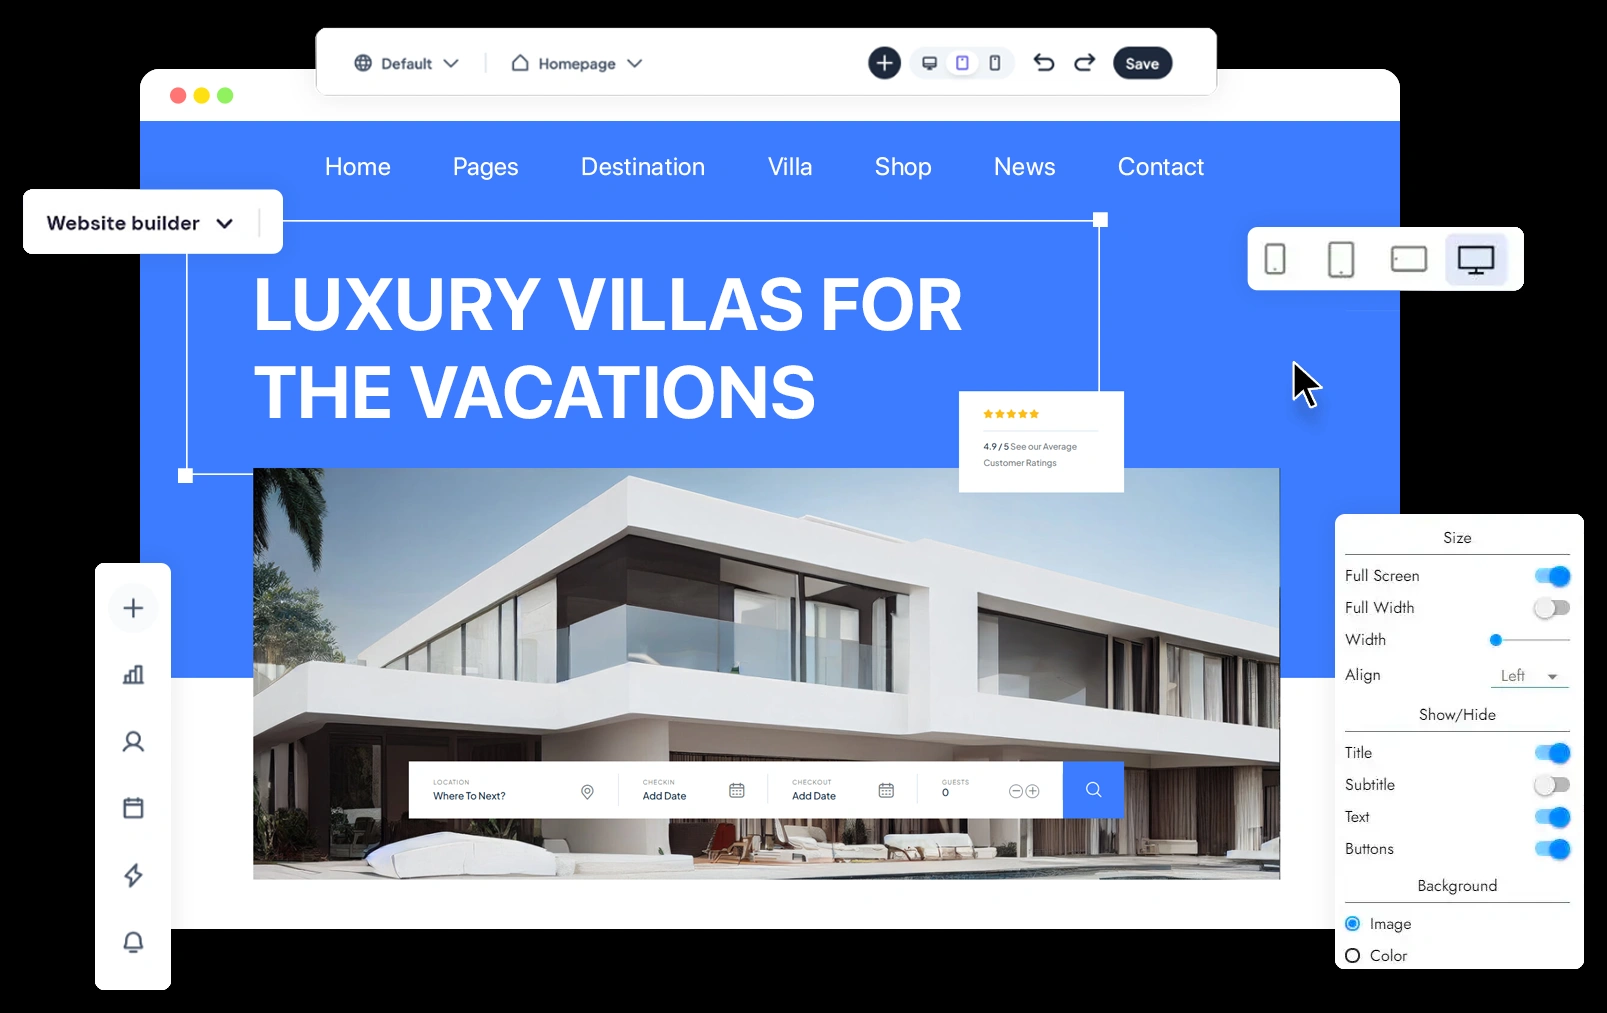 Default
Homepage
Save
Home
Pages
Destination
Villa
Shop
News
Contact
Website builder
LUXURY VILLAS FOR
THE VACATIONS
4.9 / 5 See our Average
Customer Ratings
LOCATION
Where To Next?
CHECKIN
Add Date
CHECKOUT
Add Date
GUESTS
0
Size
Full Screen
Full Width
Width
Align
Left
Show/Hide
Title
Subtitle
Text
Buttons
Background
Image
Color